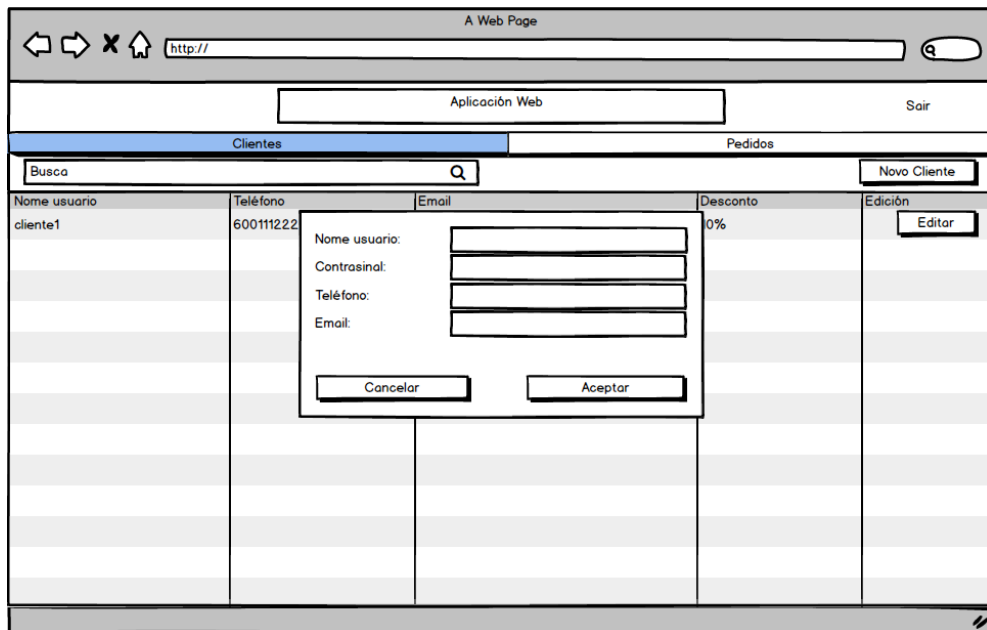 A Web Page
http://
Aplicación Web
Sair
Clientes
Pedidos
Busca
Novo Cliente
Nome usuario
Teléfono
Email
Desconto
Edición
cliente1
600111222
10%
Editar
Nome usuario:
Contrasinal:
Teléfono:
Email:
Cancelar
Aceptar